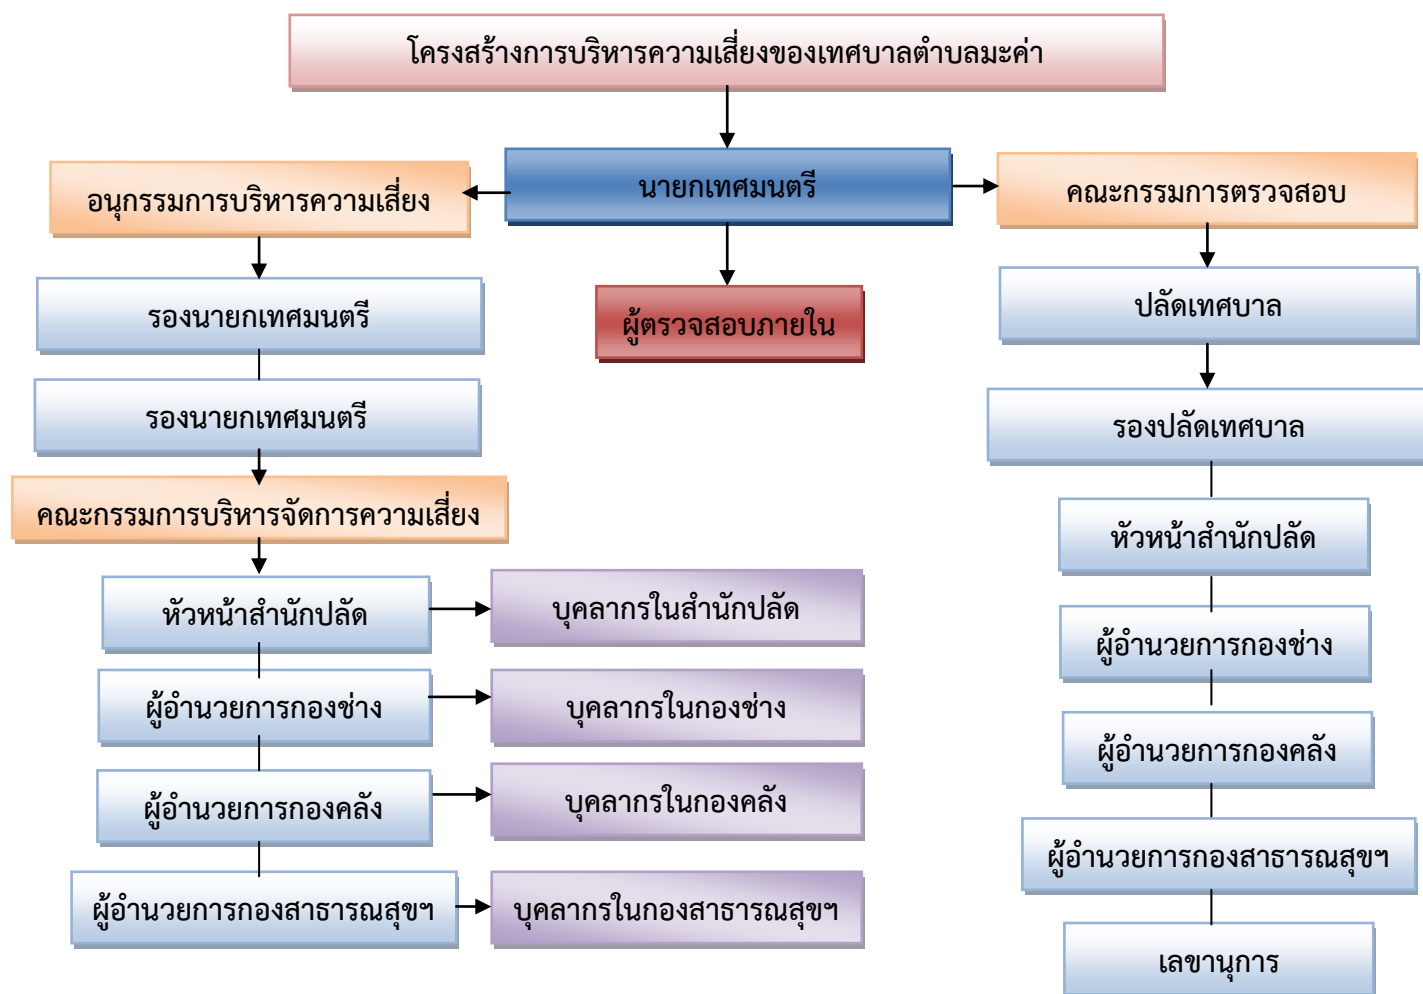 โครงสร้างการบริหารความเสี่ยงของเทศบาลตำบลมะค่า
นายกเทศมนตรี
อนุกรรมการบริหารความเสี่ยง
คณะกรรมการตรวจสอบ
รองนายกเทศมนตรี
ผู้ตรวจสอบภายใน
ปลัดเทศบาล
รองนายกเทศมนตรี
รองปลัดเทศบาล
คณะกรรมการบริหารจัดการความเสี่ยง
หัวหน้าสำนักปลัด
หัวหน้าสำนักปลัด
บุคลากรในสำนักปลัด
ผู้อำนวยการกองช่าง
ผู้อำนวยการกองช่าง
บุคลากรในกองช่าง
ผู้อำนวยการกองคลัง
ผู้อำนวยการกองคลัง
บุคลากรในกองคลัง
ผู้อำนวยการกองสาธารณสุขฯ
ผู้อำนวยการกองสาธารณสุขฯ
บุคลากรในกองสาธารณสุขฯ
เลขานุการ